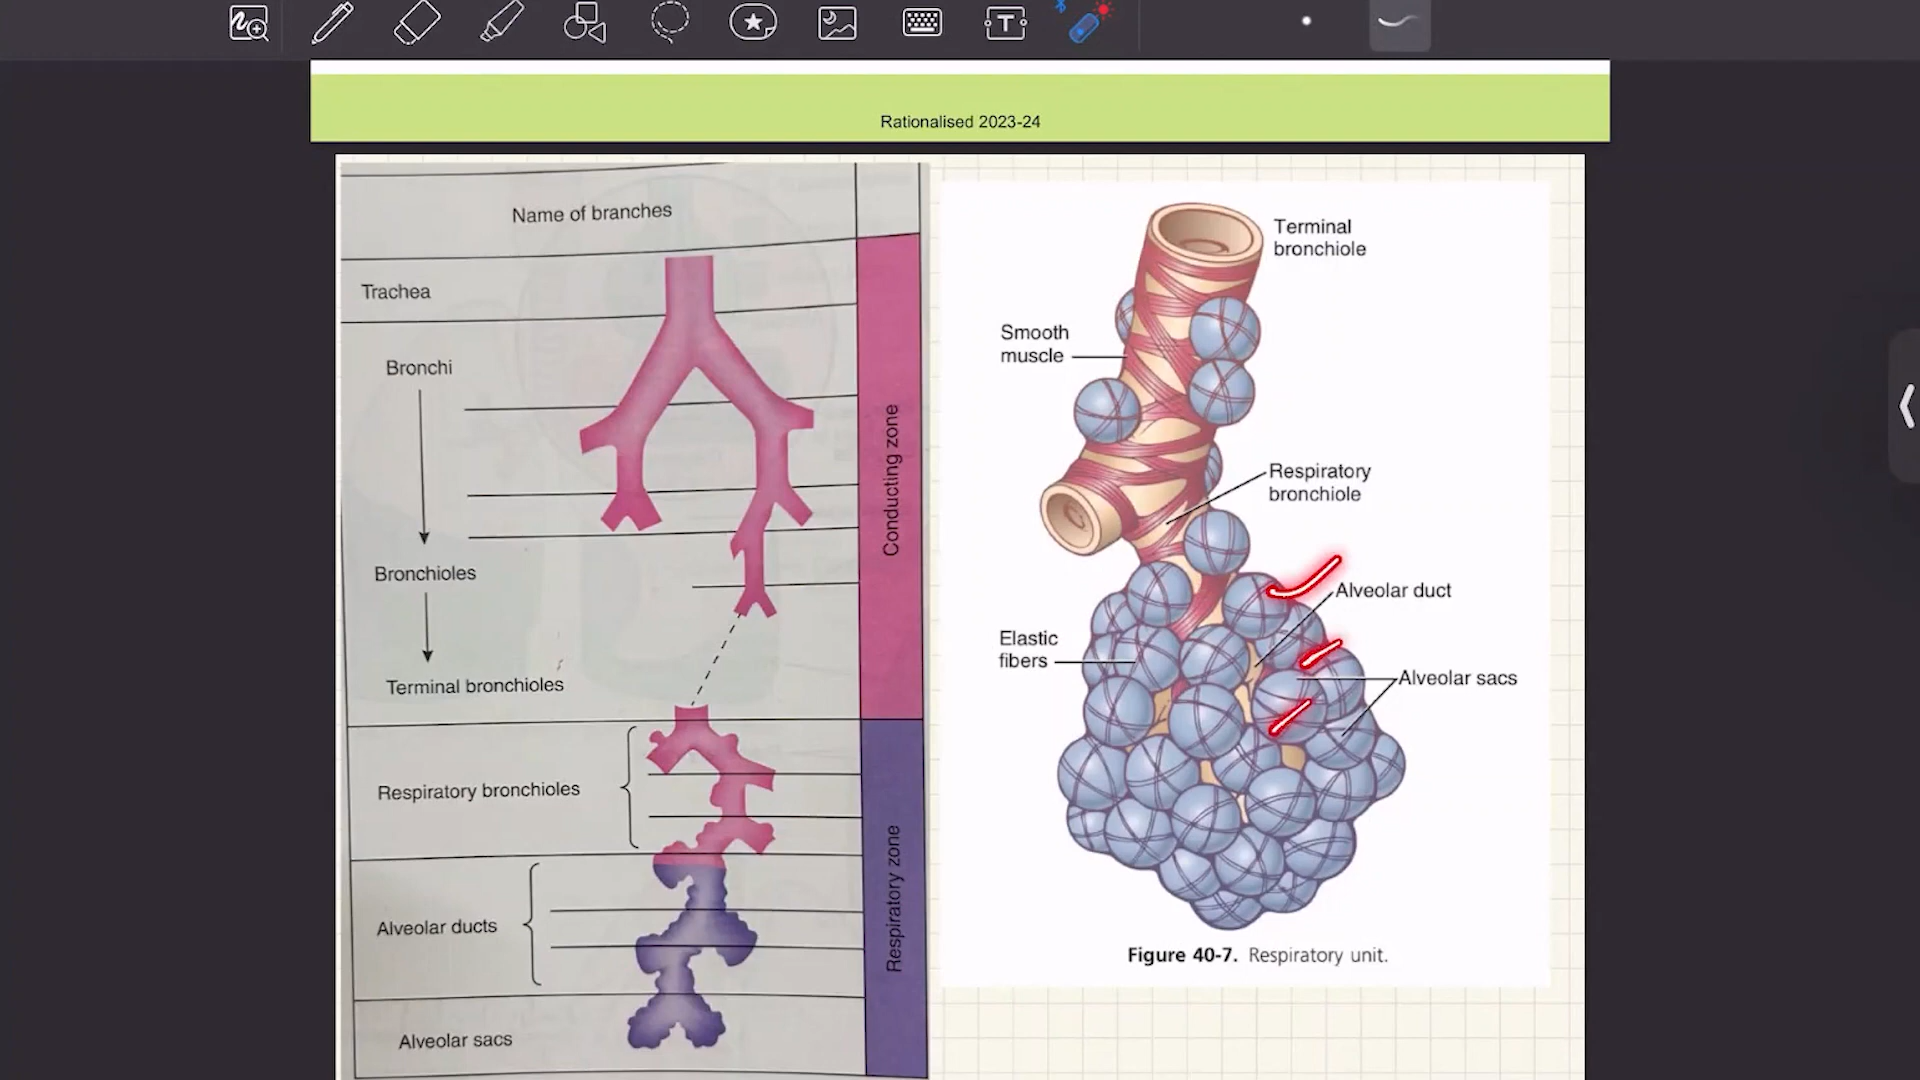 Rationalised 2023-24
Name of branches
Trachea
Bronchi
Bronchioles
Terminal bronchioles
Respiratory bronchioles
Alveolar ducts
Alveolar sacs
Conducting zone
Respiratory zone
Terminal
bronchiole
Smooth
muscle
Respiratory
bronchiole
Alveolar duct
Elastic
fibers
Alveolar sacs
Figure 40-7. Respiratory unit.